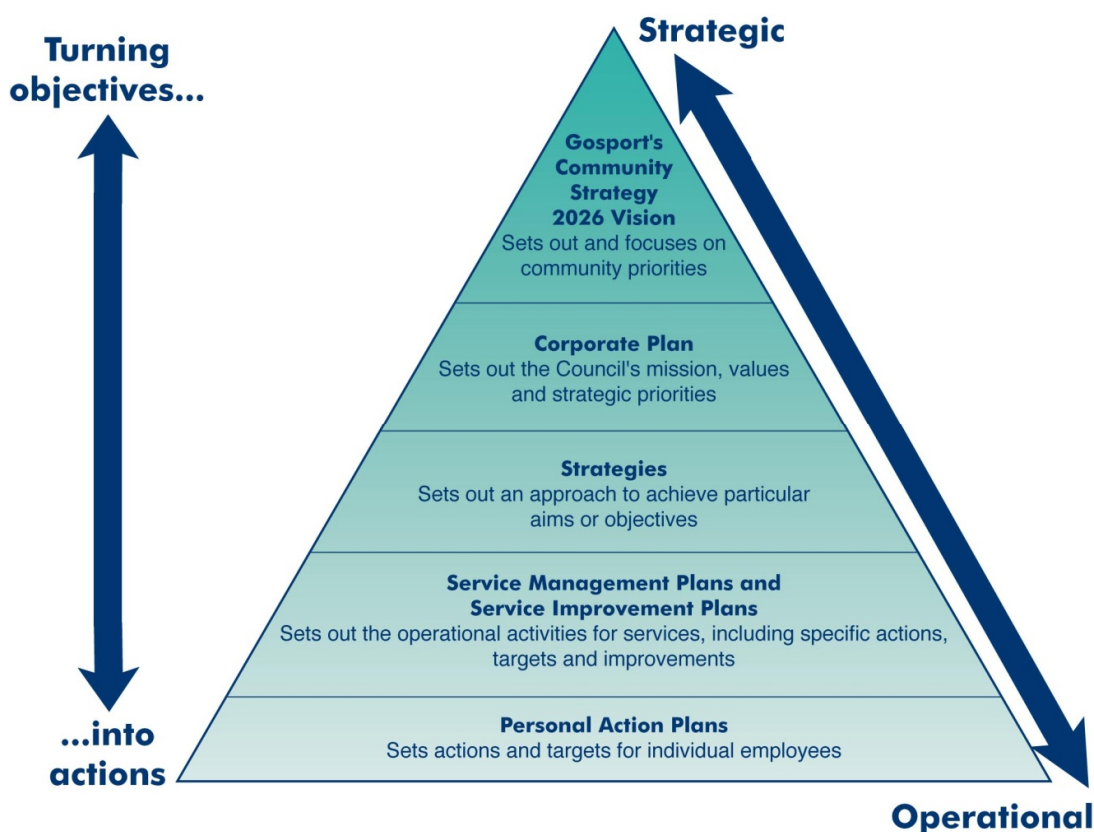 Turning
objectives...
...into
actions
Strategic
Gosport's
Community
Strategy
2026 Vision
Sets out and focuses on
community priorities
Corporate Plan
Sets out the Council's mission, values
and strategic priorities
Strategies
Sets out an approach to achieve particular
aims or objectives
Service Management Plans and
Service Improvement Plans
Sets out the operational activities for services, including specific actions,
targets and improvements
Personal Action Plans
Sets actions and targets for individual employees
Operational